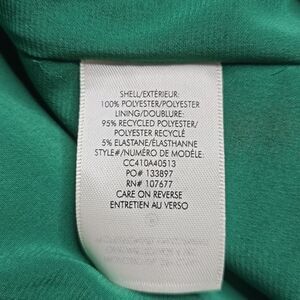 SHELL/EXTÉRIEUR:
100% POLYESTER/POLYESTER
LINING/DOUBLURE:
95% RECYCLED POLYESTER/
POLYESTER RECYCLÉ
5% ELASTANE/ÉLASTHANNE
STYLE#/NUMÉRO DE MODÈLE:
CC410A40513
PO# 133897
RN# 107677
CARE ON REVERSE
ENTRETIEN AU VERSO